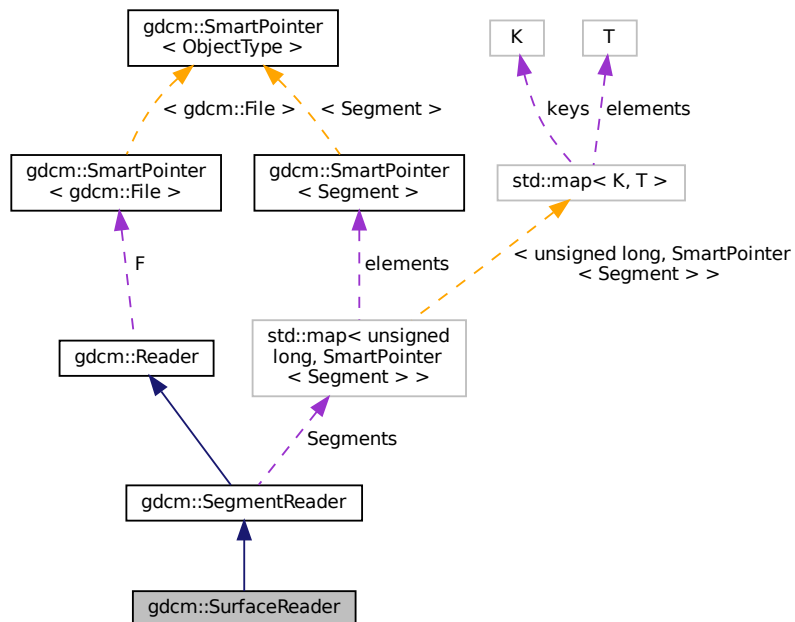 gdcm::SmartPointer
< ObjectType >
K
T
< gdcm::File >
< Segment >
keys
elements
gdcm::SmartPointer
< gdcm::File >
gdcm::SmartPointer
< Segment >
std::map< K, T >
F
elements
< unsigned long, SmartPointer
< Segment > >
gdcm::Reader
std::map< unsigned
long, SmartPointer
< Segment > >
Segments
gdcm::SegmentReader
gdcm::SurfaceReader